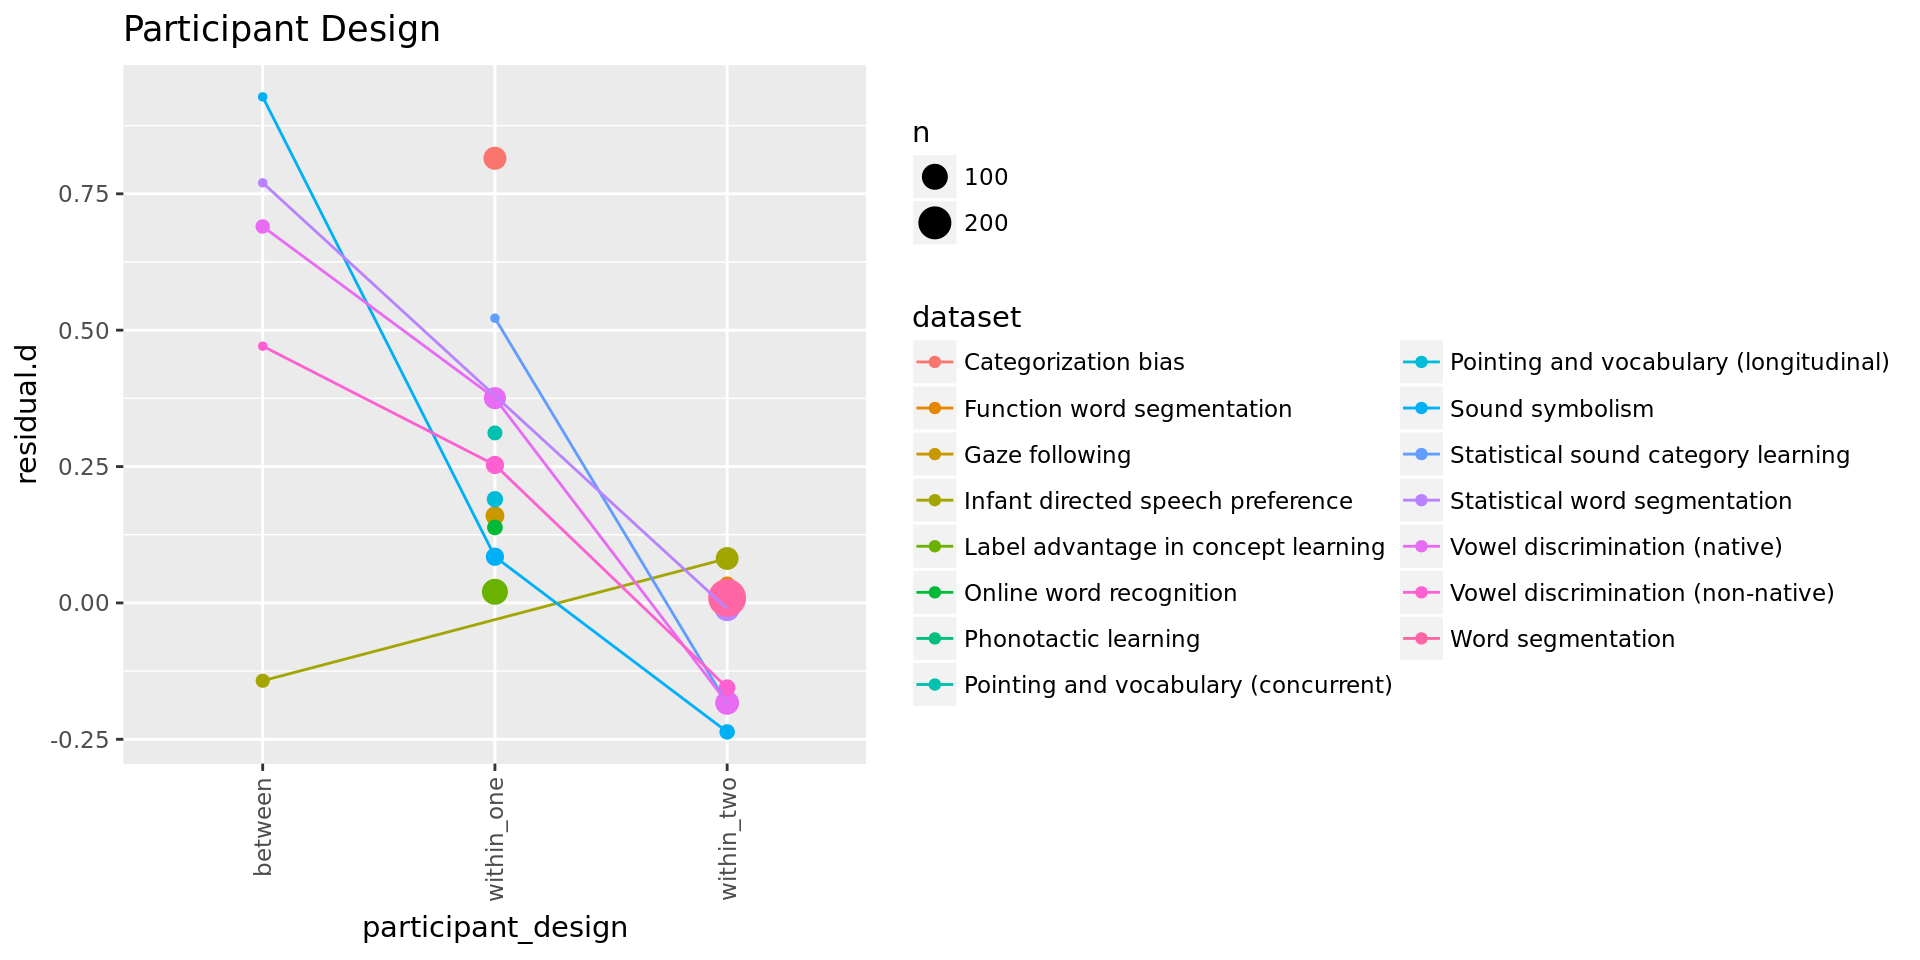 Participant Design
residual.d
0.75
0.50
0.25
0.00
-0.25
between
within_one
within_two
participant_design
n
100
200
dataset
Categorization bias
Function word segmentation
Gaze following
Infant directed speech preference
Label advantage in concept learning
Online word recognition
Phonotactic learning
Pointing and vocabulary (concurrent)
Pointing and vocabulary (longitudinal)
Sound symbolism
Statistical sound category learning
Statistical word segmentation
Vowel discrimination (native)
Vowel discrimination (non-native)
Word segmentation